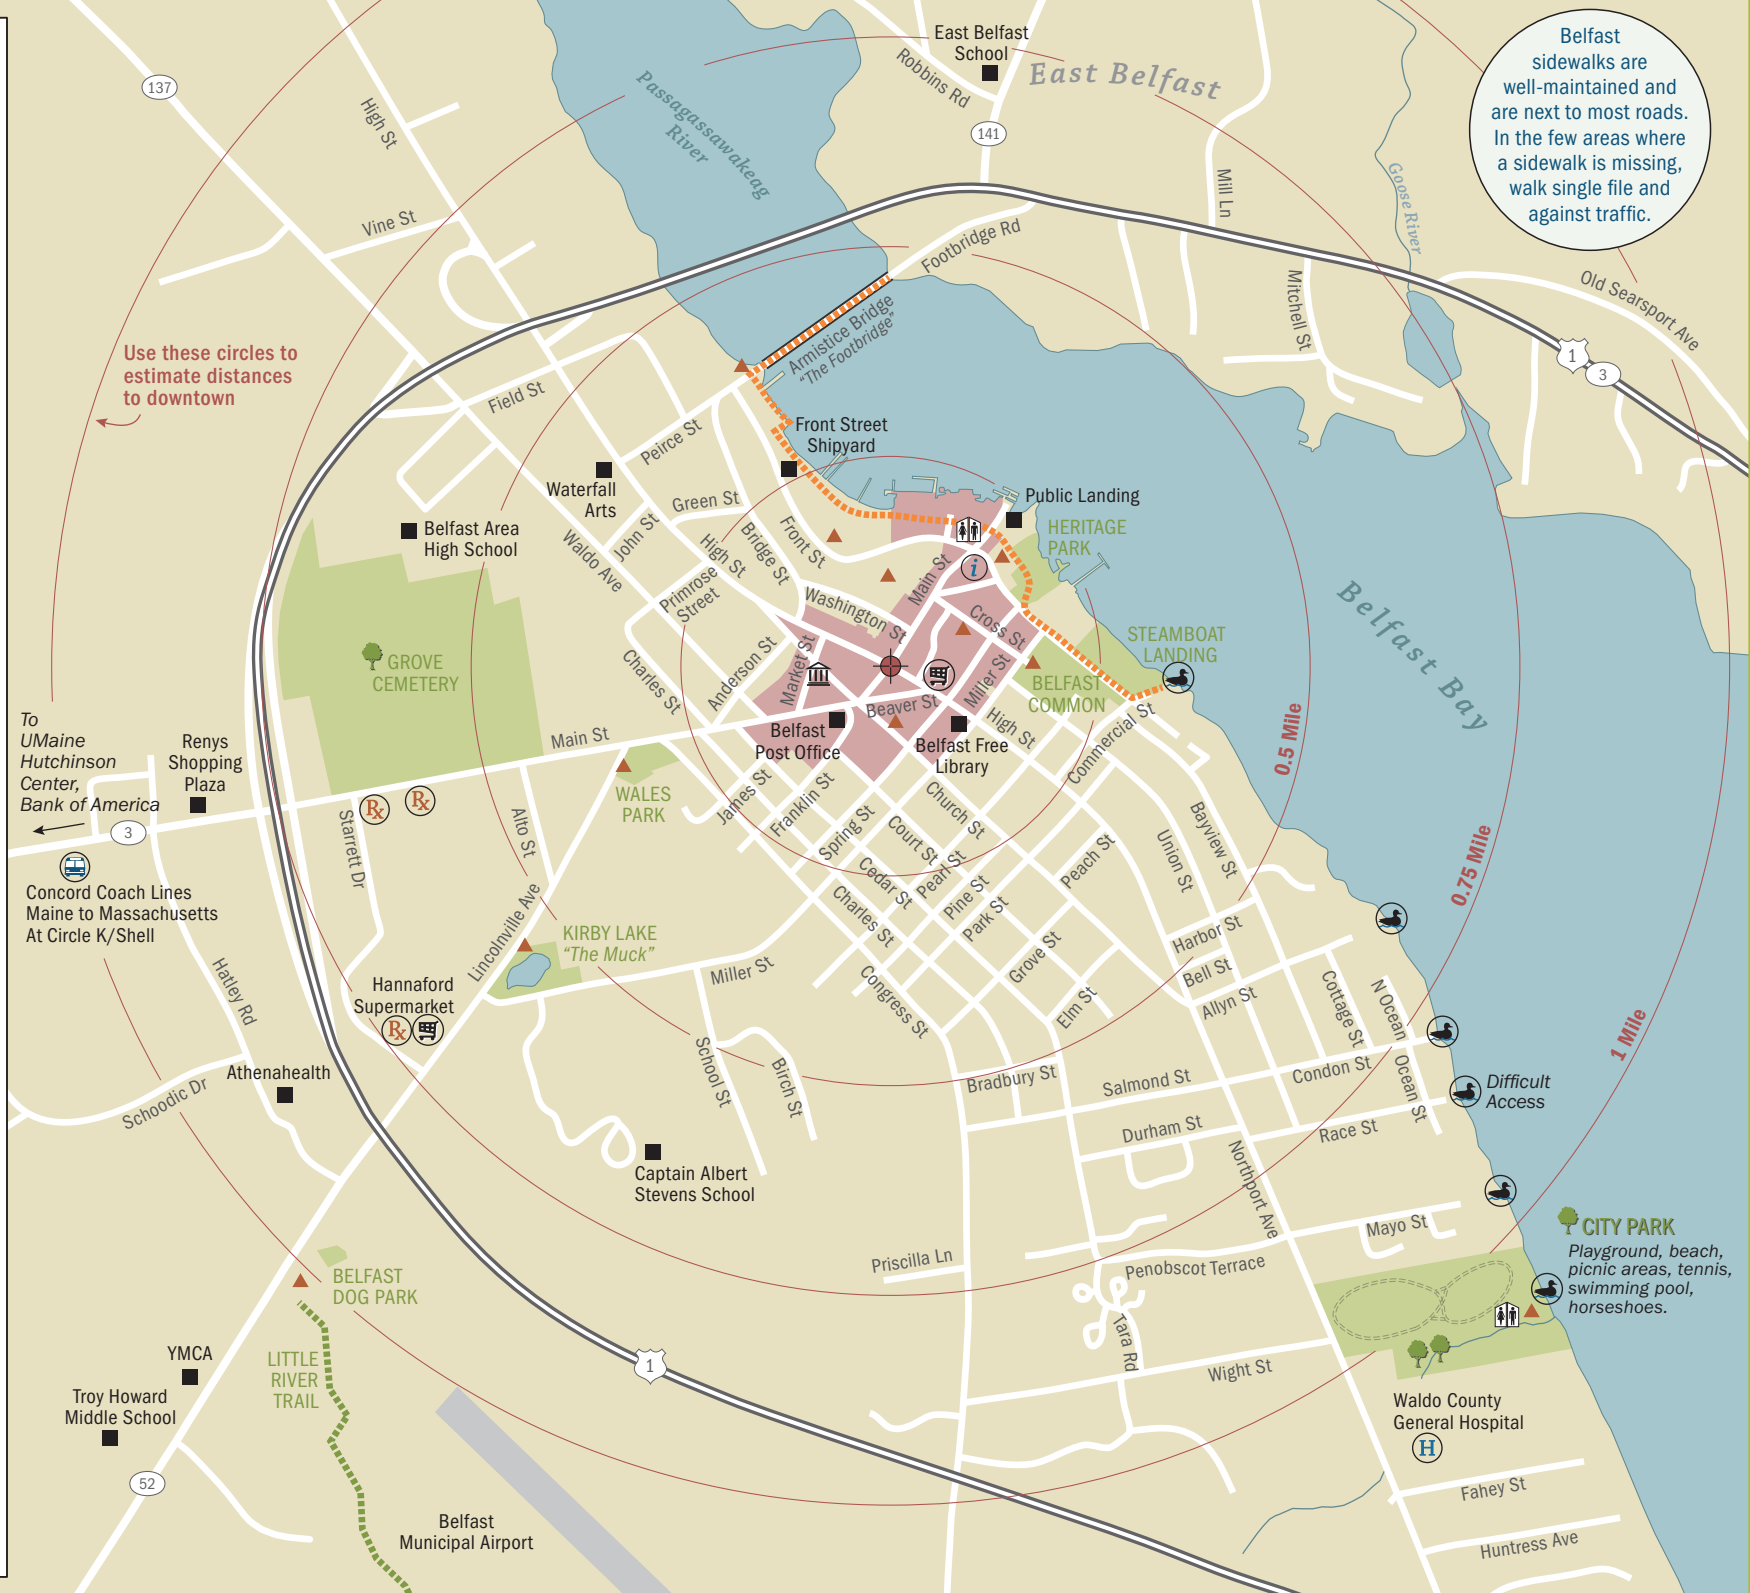 East Belfast
School
Robbins Rd
East Belfast
Belfast
sidewalks are
well-maintained and
are next to most roads.
In the few areas where
a sidewalk is missing,
walk single file and
against traffic.
137
High St
Passagassawakeag
River
141
Mill Ln
Goose River
Vine St
Footbridge Rd
Mitchell St
Old Searsport Ave
1
3
Use these circles to
estimate distances
to downtown
Armistice Bridge
“The Footbridge”
Field St
Peirce St
Front Street
Shipyard
Waterfall
Arts
Green St
Public Landing
Belfast Area
High School
John St
Waldo Ave
High St
Bridge St
Front St
HERITAGE
PARK
Main St
i
Primrose
Street
Washington St
Cross St
Belfast Bay
STEAMBOAT
LANDING
GROVE
CEMETERY
Charles St
Anderson St
Market St
Miller St
BELFAST
COMMON
Beaver St
High St
Commercial St
Belfast
Post Office
Belfast Free
Library
0.5 Mile
To
UMaine
Hutchinson
Center,
Bank of America
Renys
Shopping
Plaza
Main St
WALES
PARK
James St
Franklin St
Spring St
Church St
Court St
Pearl St
Cedar St
Charles St
Pine St
Park St
Peach St
Union St
Bayview St
0.75 Mile
3
Rx
Rx
Starrett Dr
Alto St
Concord Coach Lines
Maine to Massachusetts
At Circle K/Shell
Lincolnville Ave
KIRBY LAKE
“The Muck”
Miller St
Congress St
Grove St
Elm St
Harbor St
Bell St
Allyn St
Cottage St
N Ocean
Ocean St
Hatley Rd
Hannaford
Supermarket
Rx
1 Mile
Athenahealth
Schoodic Dr
School St
Birch St
Bradbury St
Salmond St
Condon St
Difficult
Access
Durham St
Race St
Captain Albert
Stevens School
Northport Ave
Mayo St
CITY PARK
Playground, beach,
picnic areas, tennis,
swimming pool,
horseshoes.
Priscilla Ln
Penobscot Terrace
BELFAST
DOG PARK
Tara Rd
YMCA
LITTLE
RIVER
TRAIL
1
Wight St
Troy Howard
Middle School
Waldo County
General Hospital
H
52
Fahey St
Belfast
Municipal Airport
Huntress Ave